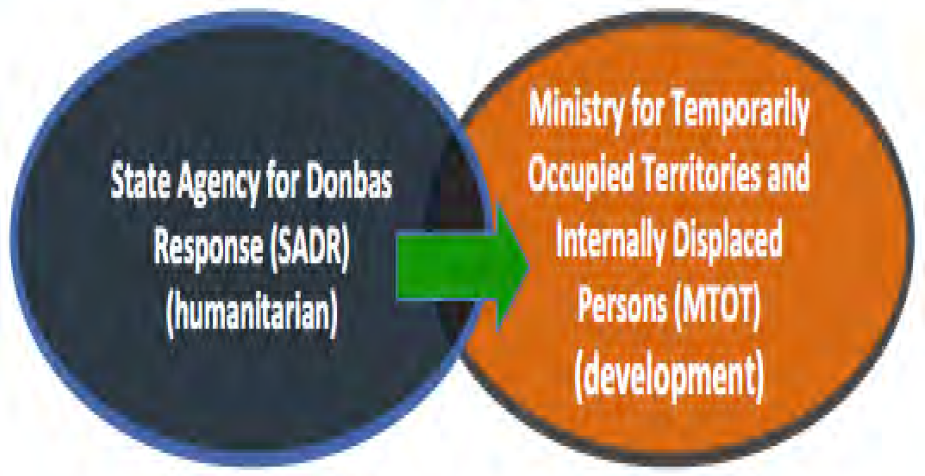 State Agency for Donbas
Response (SADR)
(humanitarian)
Ministry for Temporarily
Occupied Territories and
Internally Displaced
Persons (MTOT)
(development)